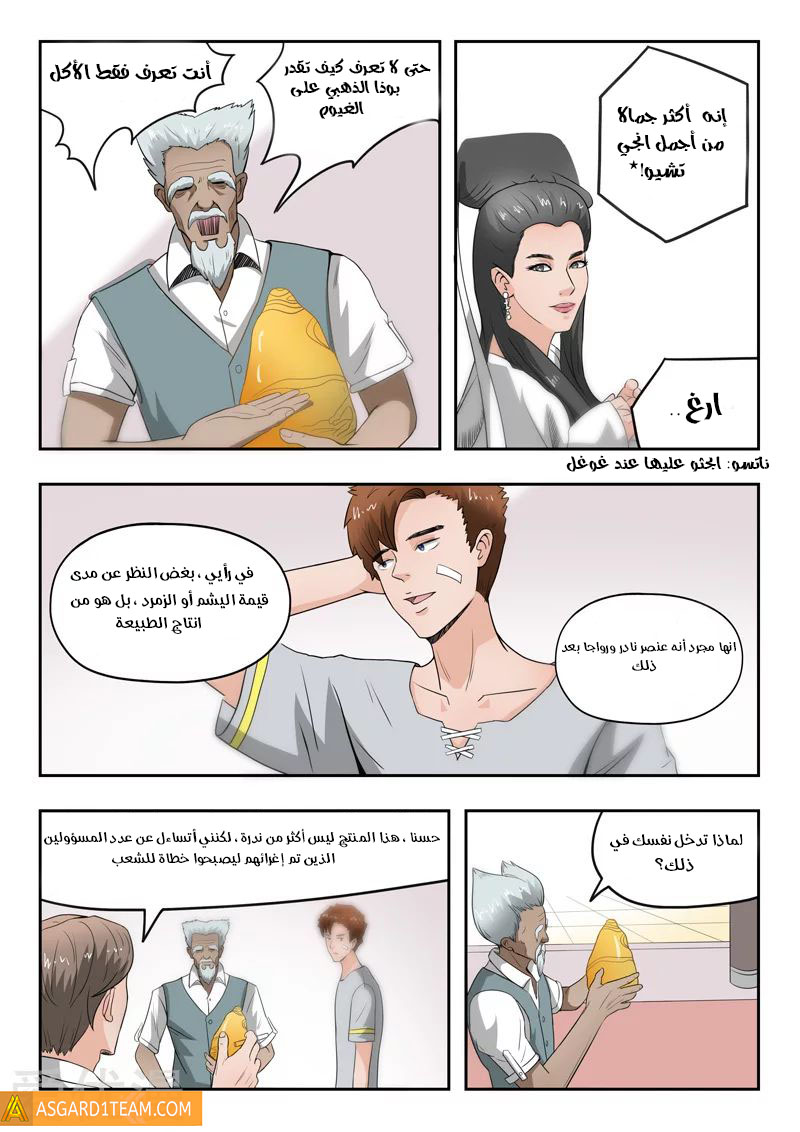 إنه أكثر جمالا
من أجمل انجي
تشيو!*
ارغ ..
حتى لا تعرف كيف تقدر
بوذا الذهبي على
الغيوم
أنت تعرف فقط الأكل
ناتسو: ابحثو عليها عند غوغل
انها مجرد أنه عنصر نادر ورواجا بعد
ذلك
في رأيي ، بغض النظر عن مدى
قيمة اليشم أو الزمرد ، بل هو من
انتاج الطبيعة
لماذا تدخل نفسك في
ذلك؟
حسنا ، هذا المنتج ليس أكثر من ندرة ، لكنني أتساءل عن عدد المسؤولين
الذين تم إغرائهم ليصبحوا خطاة للشعب
ASGARD1TEAM.COM